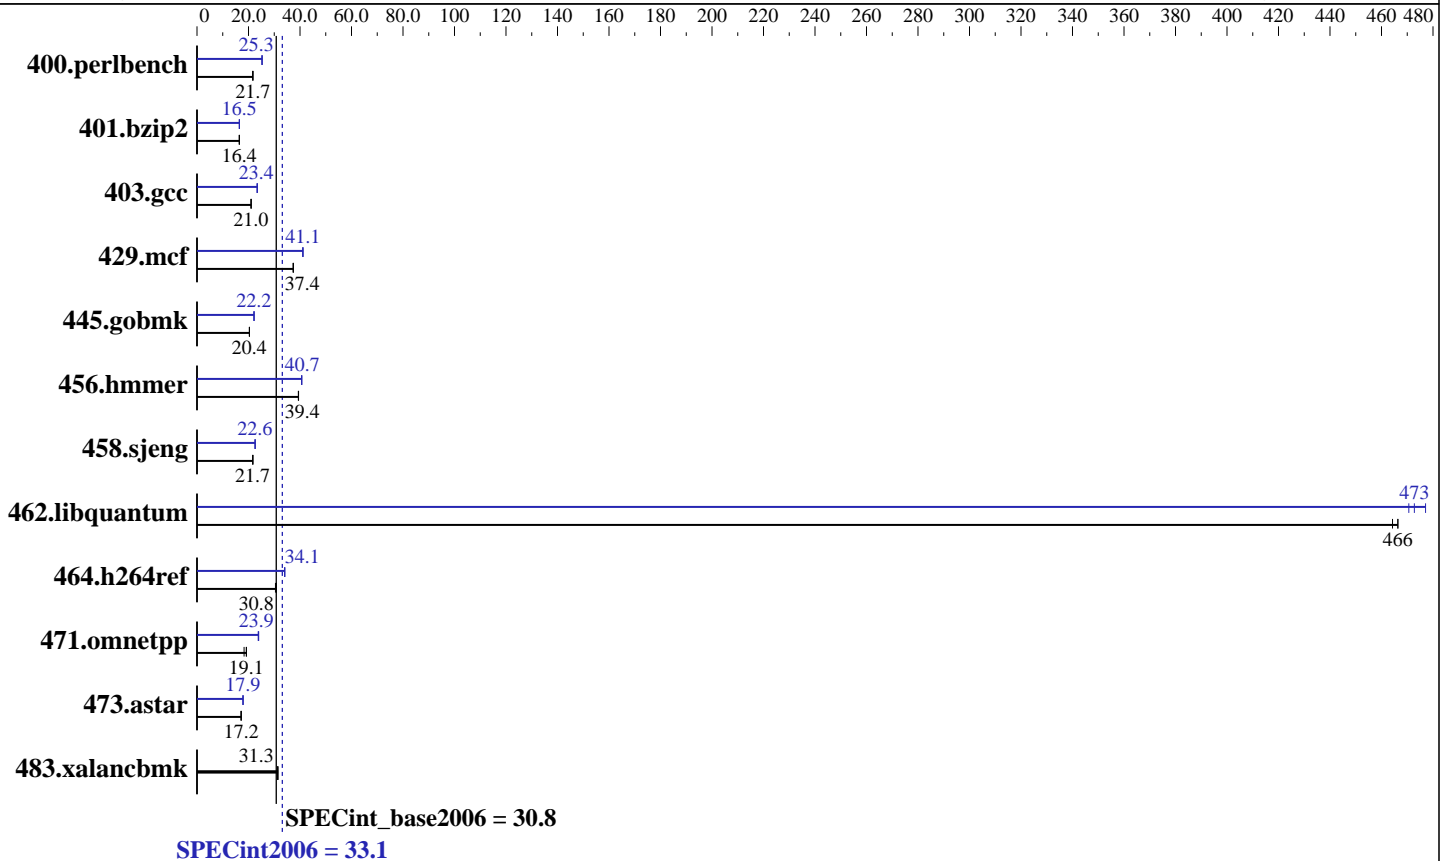 0 20.0 40.0 60.0 80.0 100 120 140 160 180 200 220 240 260 280 300 320 340 360 380 400 420 440 460 480
25.3
400.perlbench
21.7
16.5
401.bzip2
16.4
23.4
403.gcc
21.0
41.1
429.mcf
37.4
22.2
445.gobmk
20.4
40.7
456.hmmer
39.4
22.6
458.sjeng
21.7
473
462.libquantum
466
34.1
464.h264ref
30.8
23.9
471.omnetpp
19.1
17.9
473.astar
17.2
31.3
483.xalancbmk
SPECint_base2006 = 30.8
SPECint2006 = 33.1